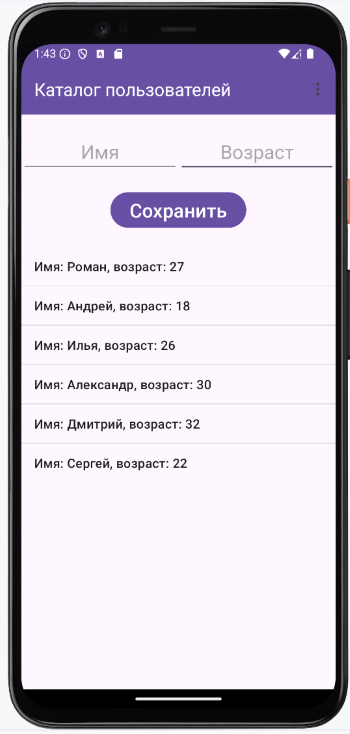 1:43
Каталог пользователей
Имя Возраст
Сохранить
Имя: Роман, возраст: 27
Имя: Андрей, возраст: 18
Имя: Илья, возраст: 26
Имя: Александр, возраст: 30
Имя: Дмитрий, возраст: 32
Имя: Сергей, возраст: 22